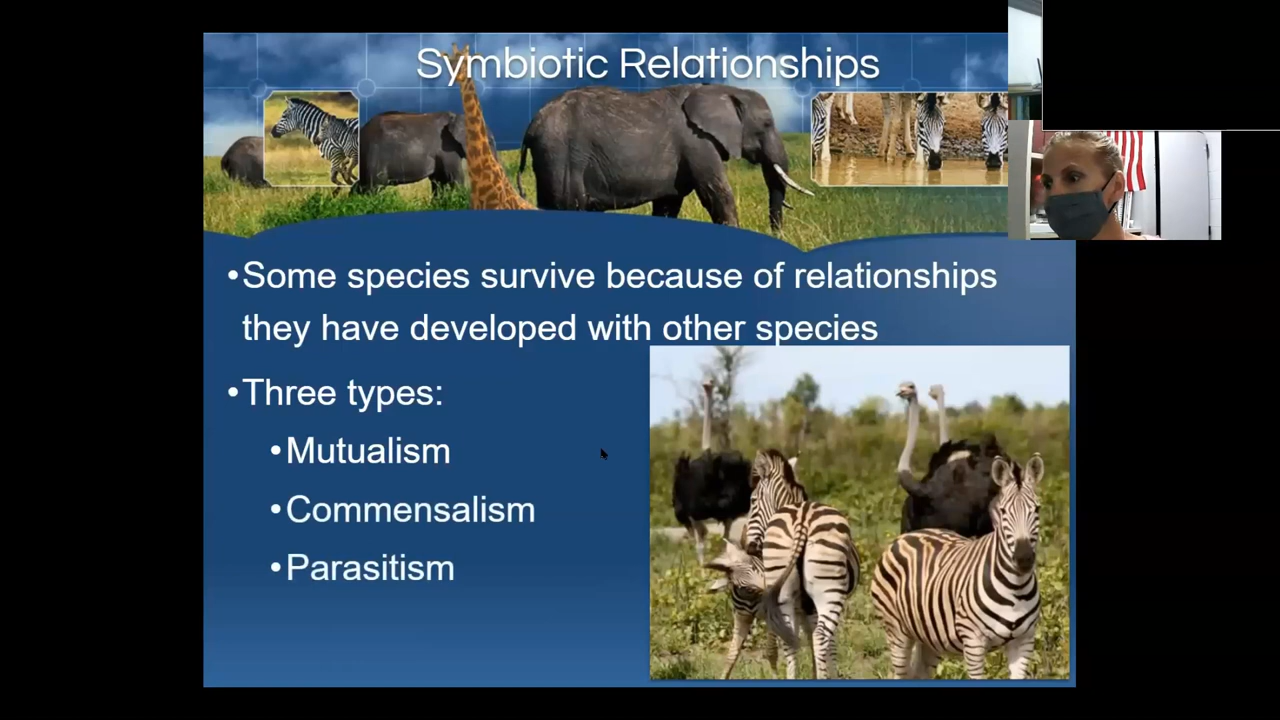 Symbiotic Relationships
•Some species survive because of relationships
they have developed with other species
•Three types:
•Mutualism
•Commensalism
•Parasitism